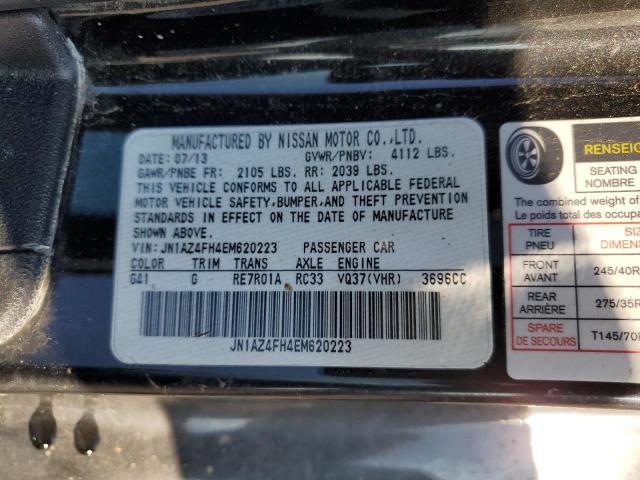 MANUFACTURED BY NISSAN MOTOR CO.,LTD.
DATE: 07/13 GVWR/PNBV: 4112 LBS.
GAWR/PNBE FR: 2105 LBS. RR: 2039 LBS.
THIS VEHICLE CONFORMS TO ALL APPLICABLE FEDERAL
MOTOR VEHICLE SAFETY,BUMPER,AND THEFT PREVENTION
STANDARDS IN EFFECT ON THE DATE OF MANUFACTURE
SHOWN ABOVE.
VIN: JN1AZ4FH4EM620223 PASSENGER CAR
COLOR TRIM TRANS AXLE ENGINE
G41 G RE7R01A RC33 VQ37(VHR) 3696CC
JN1AZ4FH4EM620223
RENSEIG
SEATING
NOMBRE
The combined weight of
Le poids total des occupa
TIRE SIZ
PNEU DIMENS
FRONT
AVANT 245/40R
REAR
ARRIÈRE 275/35R
SPARE
DE SECOURS T145/70